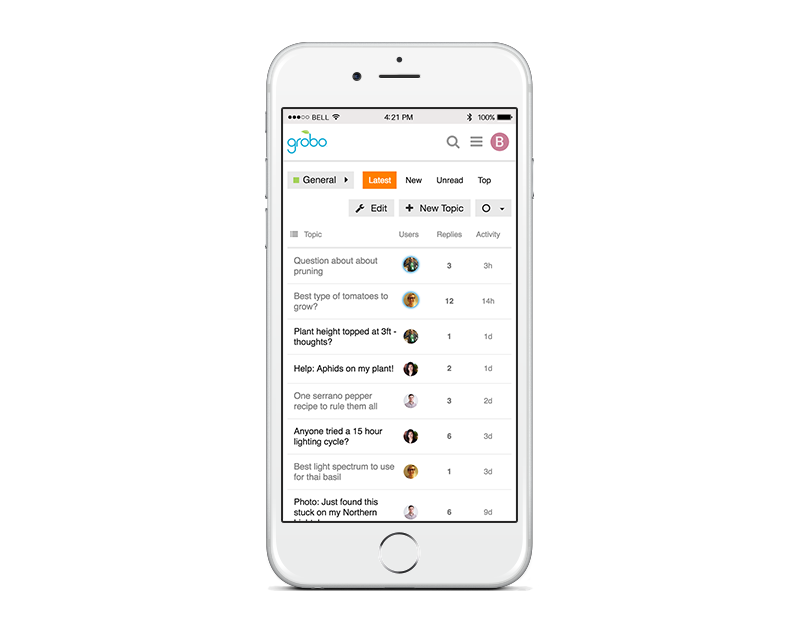 BELL 4:21 PM 100%
grobo B
General Latest New Unread Top
Edit New Topic
Topic Users Replies Activity
Question about about
pruning
3 3h
Best type of tomatoes to
grow?
12 14h
Plant height topped at 3ft -
thoughts?
1 1d
Help: Aphids on my plant! 2 1d
One serrano pepper
recipe to rule them all
3 2d
Anyone tried a 15 hour
lighting cycle?
6 3d
Best light spectrum to use
for thai basil
1 3d
Photo: Just found this
stuck on my Northern
6 9d